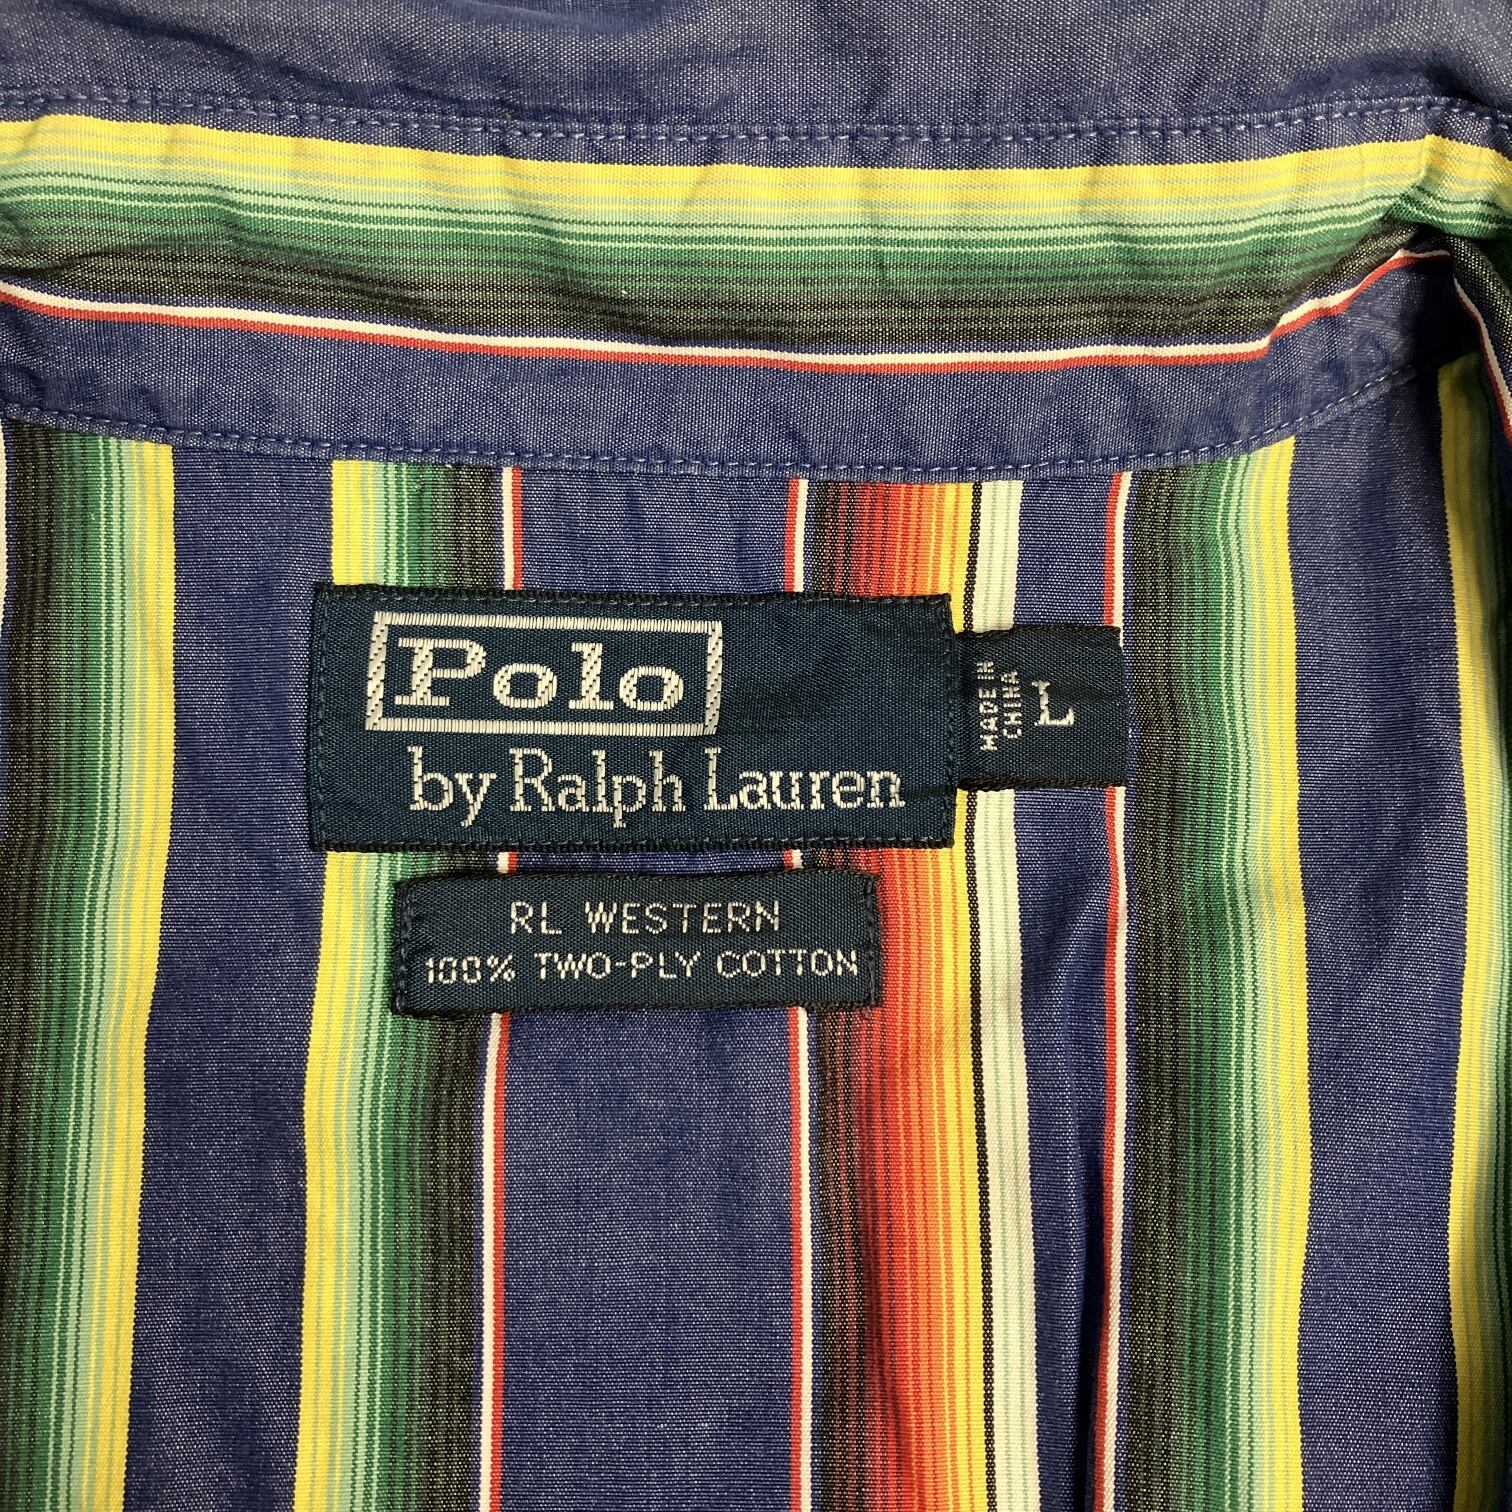 Polo
by Ralph Lauren
MADE IN
CHINA
L
RL WESTERN
100% TWO-PLY COTTON